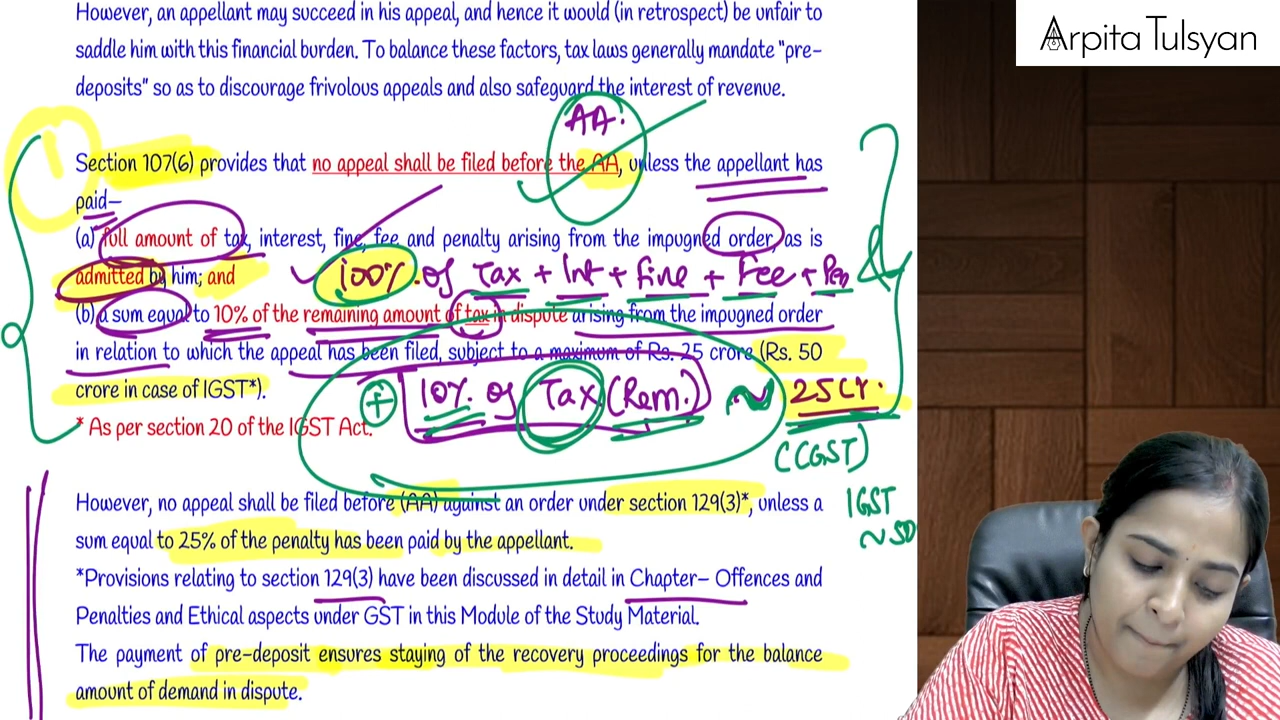 However, an appellant may succeed in his appeal, and hence it would (in retrospect) be unfair to
Arpita Tulsyan
saddle him with this financial burden. To balance these factors, tax laws generally mandate "pre-
deposits" so as to discourage frivolous appeals and also safeguard the interest of revenue.
AA.
1
Section 107(6) provides that no appeal shall be filed before the AA, unless the appellant has
paid–
(a) full amount of tax, interest, fine, fee and penalty arising from the impugned order, as is
admitted by him; and
100% of Tax + Int + Fine + Fee + Pen
(b) a sum equal to 10% of the remaining amount of tax in dispute arising from the impugned order
in relation to which the appeal has been filed, subject to a maximum of Rs. 25 crore (Rs. 50
crore in case of IGST*).
+ 10% of Tax (Rem.) ~ 25 Cr.
* As per section 20 of the IGST Act.
(CGST)
However, no appeal shall be filed before (AA) against an order under section 129(3)*, unless a
IGST
~ 50
sum equal to 25% of the penalty has been paid by the appellant.
*Provisions relating to section 129(3) have been discussed in detail in Chapter– Offences and
Penalties and Ethical aspects under GST in this Module of the Study Material.
The payment of pre-deposit ensures staying of the recovery proceedings for the balance
amount of demand in dispute.